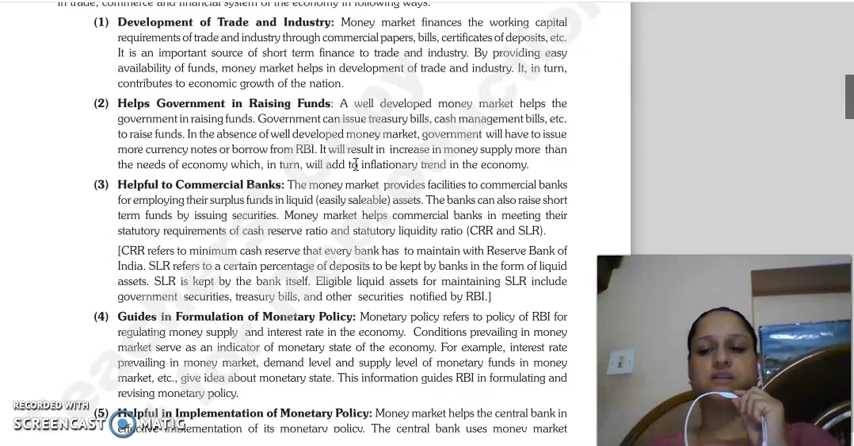 in trade, commerce and financial system of the economy in following ways:
(1) Development of Trade and Industry: Money market finances the working capital
requirements of trade and industry through commercial papers, bills, certificates of deposits, etc.
It is an important source of short term finance to trade and industry. By providing easy
availability of funds, money market helps in development of trade and industry. It, in turn,
contributes to economic growth of the nation.
(2) Helps Government in Raising Funds: A well developed money market helps the
government in raising funds. Government can issue treasury bills, cash management bills, etc.
to raise funds. In the absence of well developed money market, government will have to issue
more currency notes or borrow from RBI. It will result in increase in money supply more than
the needs of economy which, in turn, will add to inflationary trend in the economy.
(3) Helpful to Commercial Banks: The money market provides facilities to commercial banks
for employing their surplus funds in liquid (easily saleable) assets. The banks can also raise short
term funds by issuing securities. Money market helps commercial banks in meeting their
statutory requirements of cash reserve ratio and statutory liquidity ratio (CRR and SLR).
[CRR refers to minimum cash reserve that every bank has to maintain with Reserve Bank of
India. SLR refers to a certain percentage of deposits to be kept by banks in the form of liquid
assets. SLR is kept by the bank itself. Eligible liquid assets for maintaining SLR include
government securities, treasury bills, and other securities notified by RBI.]
(4) Guides in Formulation of Monetary Policy: Monetary policy refers to policy of RBI for
regulating money supply and interest rate in the economy. Conditions prevailing in money
market serve as an indicator of monetary state of the economy. For example, interest rate
prevailing in money market, demand level and supply level of monetary funds in money
market, etc., give idea about monetary state. This information guides RBI in formulating and
revising monetary policy.
(5) Helpful in Implementation of Monetary Policy: Money market helps the central bank in
effective implementation of its monetary policy. The central bank uses money market
RECORDED WITH
SCREENCAST MATIC